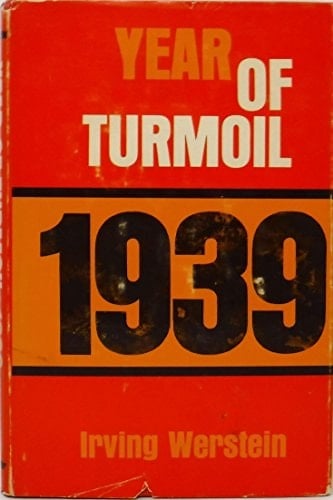 YEAR
OF
TURMOIL
1939
Irving Werstein